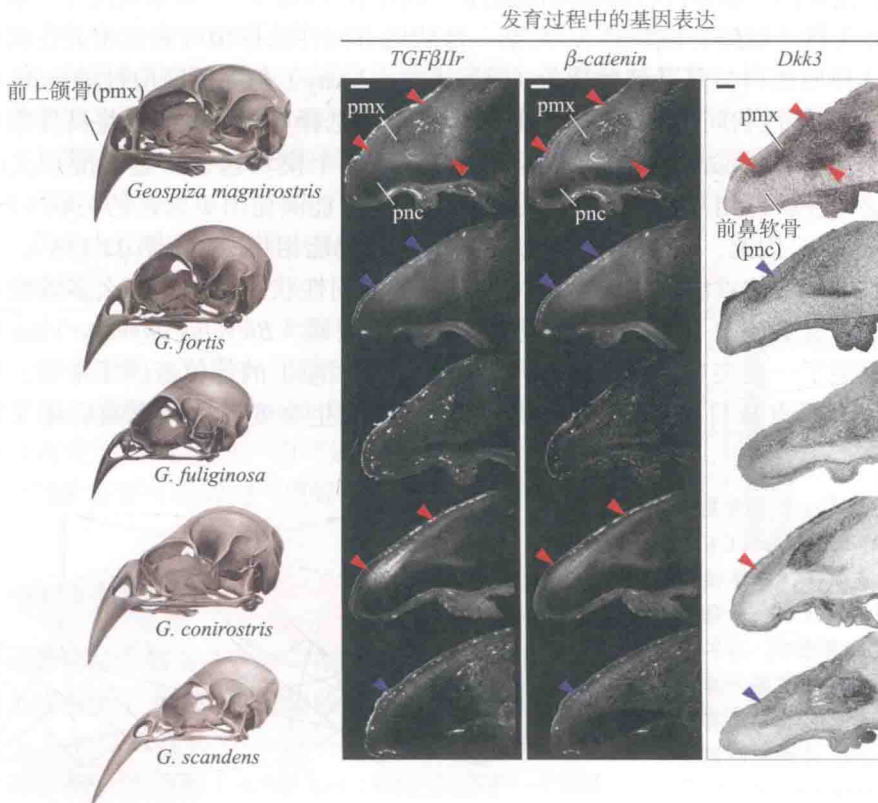 发育过程中的基因表达
TGFβIIr
β-catenin
Dkk3
前上颌骨(pmx)
pmx
pmx
pmx
Geospiza magnirostris
pnc
pnc
前鼻软骨
(pnc)
G. fortis
G. fuliginosa
G. conirostris
G. scandens